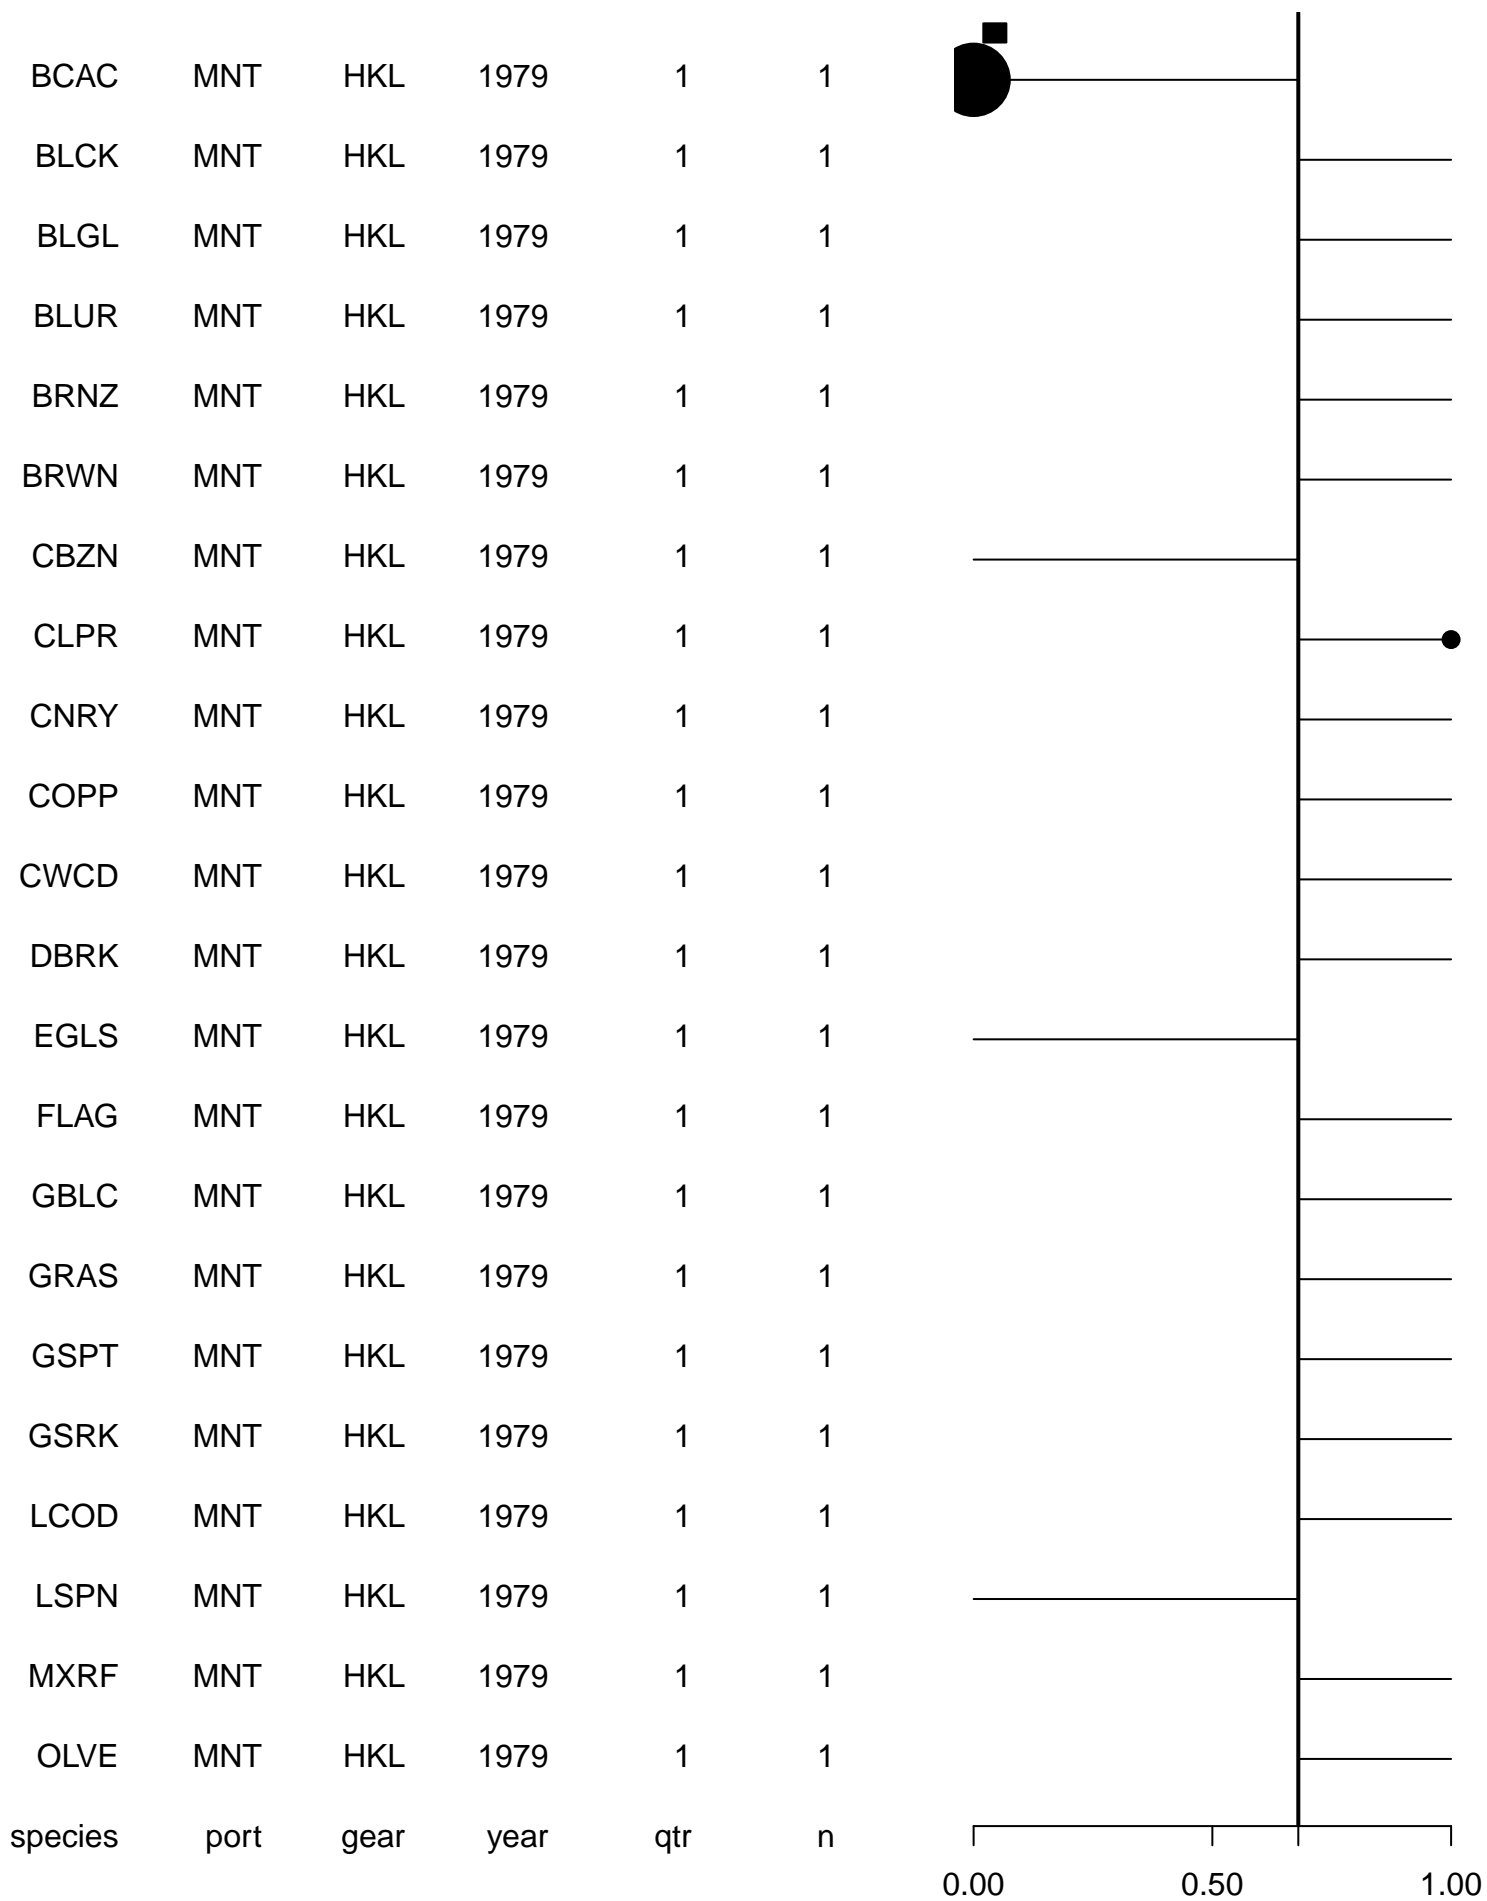 BCAC MNT HKL 1979 1 1
BLCK MNT HKL 1979 1 1
BLGL MNT HKL 1979 1 1
BLUR MNT HKL 1979 1 1
BRNZ MNT HKL 1979 1 1
BRWN MNT HKL 1979 1 1
CBZN MNT HKL 1979 1 1
CLPR MNT HKL 1979 1 1
CNRY MNT HKL 1979 1 1
COPP MNT HKL 1979 1 1
CWCD MNT HKL 1979 1 1
DBRK MNT HKL 1979 1 1
EGLS MNT HKL 1979 1 1
FLAG MNT HKL 1979 1 1
GBLC MNT HKL 1979 1 1
GRAS MNT HKL 1979 1 1
GSPT MNT HKL 1979 1 1
GSRK MNT HKL 1979 1 1
LCOD MNT HKL 1979 1 1
LSPN MNT HKL 1979 1 1
MXRF MNT HKL 1979 1 1
OLVE MNT HKL 1979 1 1
species port gear year qtr n
0.00 0.50 1.00